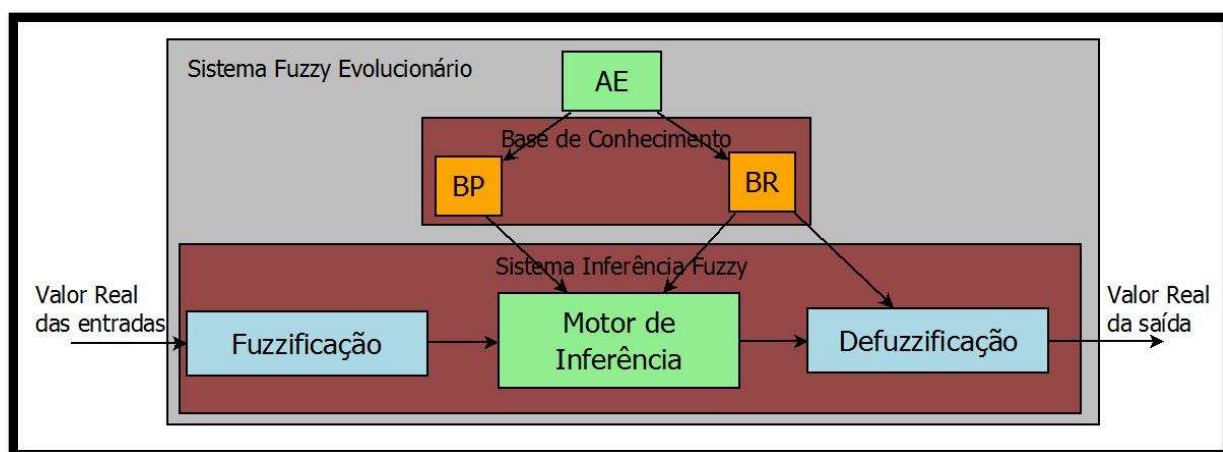 Sistema Fuzzy Evolucionário
AE
Base de Conhecimento
BP
BR
Sistema Inferência Fuzzy
Valor Real
das entradas
Fuzzificação
Motor de
Inferência
Defuzzificação
Valor Real
da saída